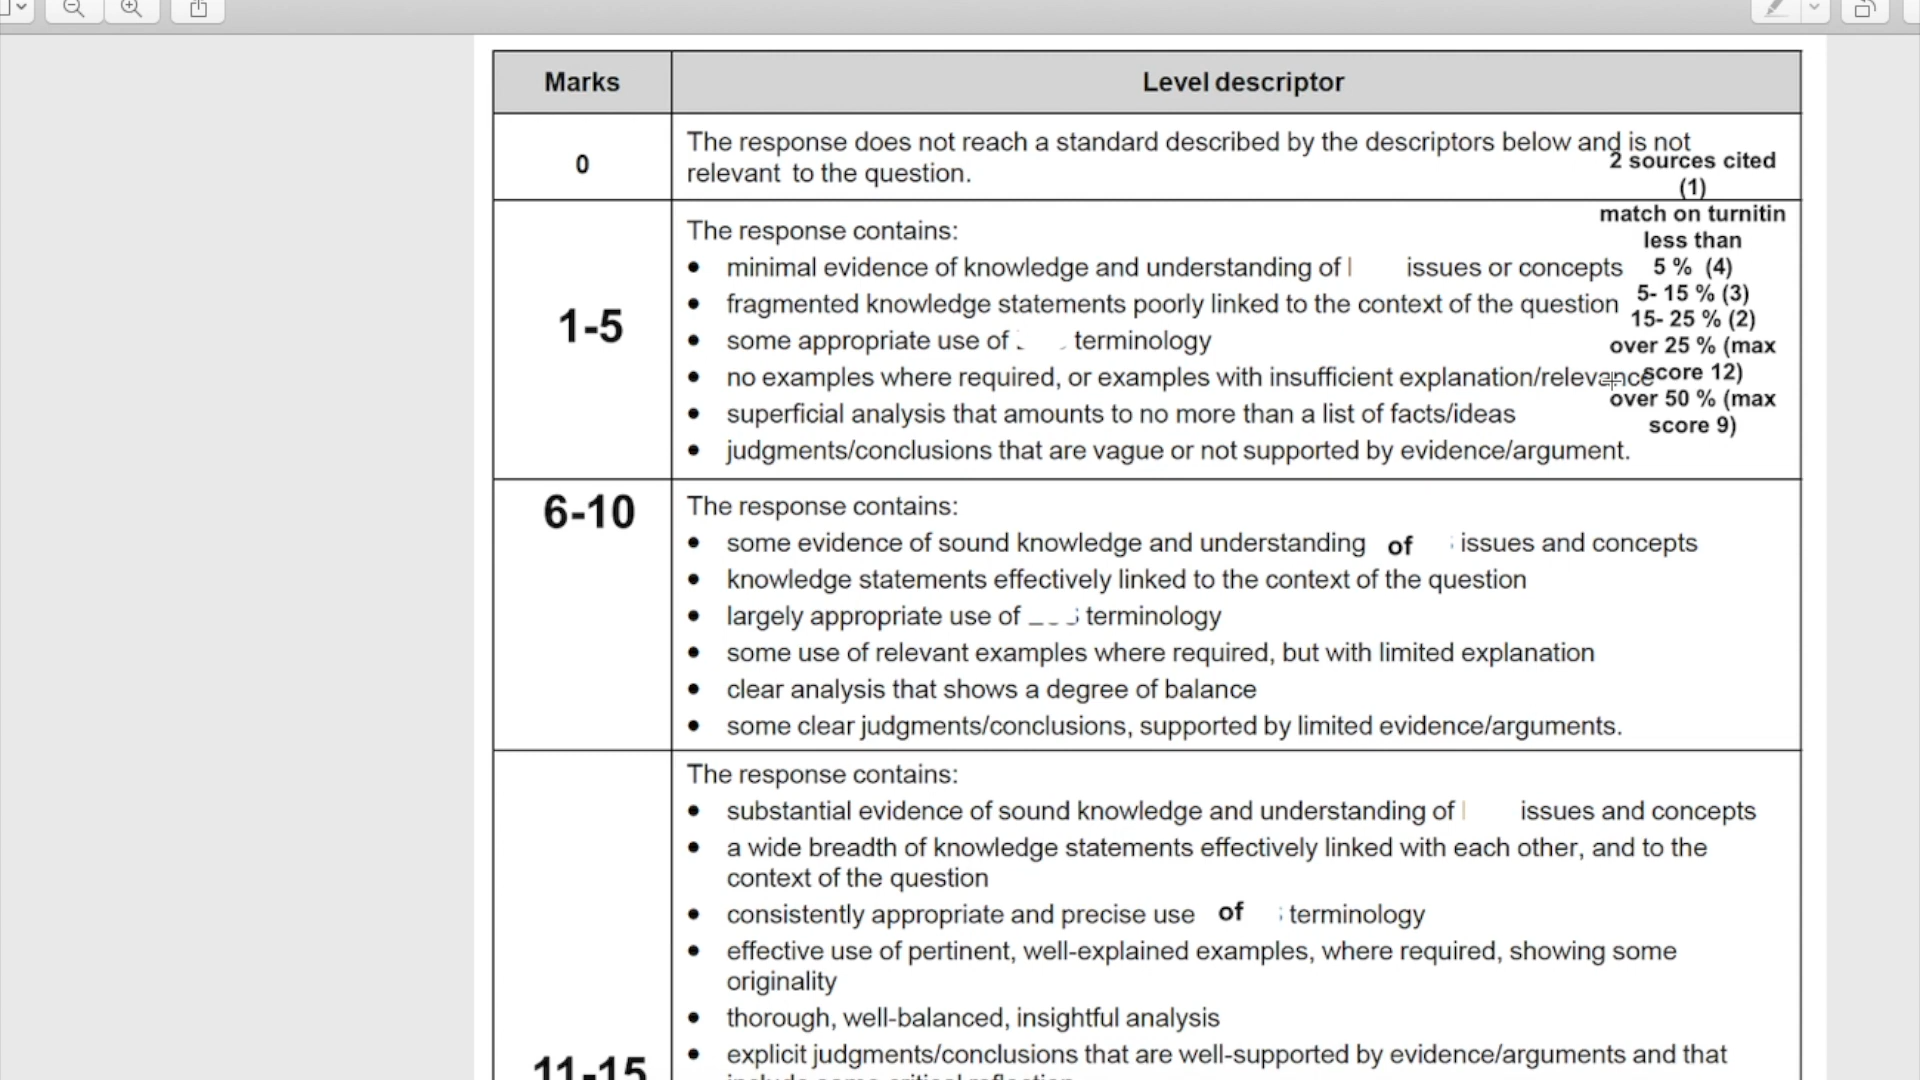 Marks
Level descriptor
0
The response does not reach a standard described by the descriptors below and is not
relevant to the question.
2 sources cited
(1)
match on turnitin
less than
5 % (4)
5- 15 % (3)
15- 25 % (2)
over 25 % (max
score 12)
over 50 % (max
score 9)
1-5
The response contains:
• minimal evidence of knowledge and understanding of issues or concepts
• fragmented knowledge statements poorly linked to the context of the question
• some appropriate use of terminology
• no examples where required, or examples with insufficient explanation/relevance
• superficial analysis that amounts to no more than a list of facts/ideas
• judgments/conclusions that are vague or not supported by evidence/argument.
6-10
The response contains:
• some evidence of sound knowledge and understanding of issues and concepts
• knowledge statements effectively linked to the context of the question
• largely appropriate use of terminology
• some use of relevant examples where required, but with limited explanation
• clear analysis that shows a degree of balance
• some clear judgments/conclusions, supported by limited evidence/arguments.
11-15
The response contains:
• substantial evidence of sound knowledge and understanding of issues and concepts
• a wide breadth of knowledge statements effectively linked with each other, and to the
context of the question
• consistently appropriate and precise use of terminology
• effective use of pertinent, well-explained examples, where required, showing some
originality
• thorough, well-balanced, insightful analysis
• explicit judgments/conclusions that are well-supported by evidence/arguments and that